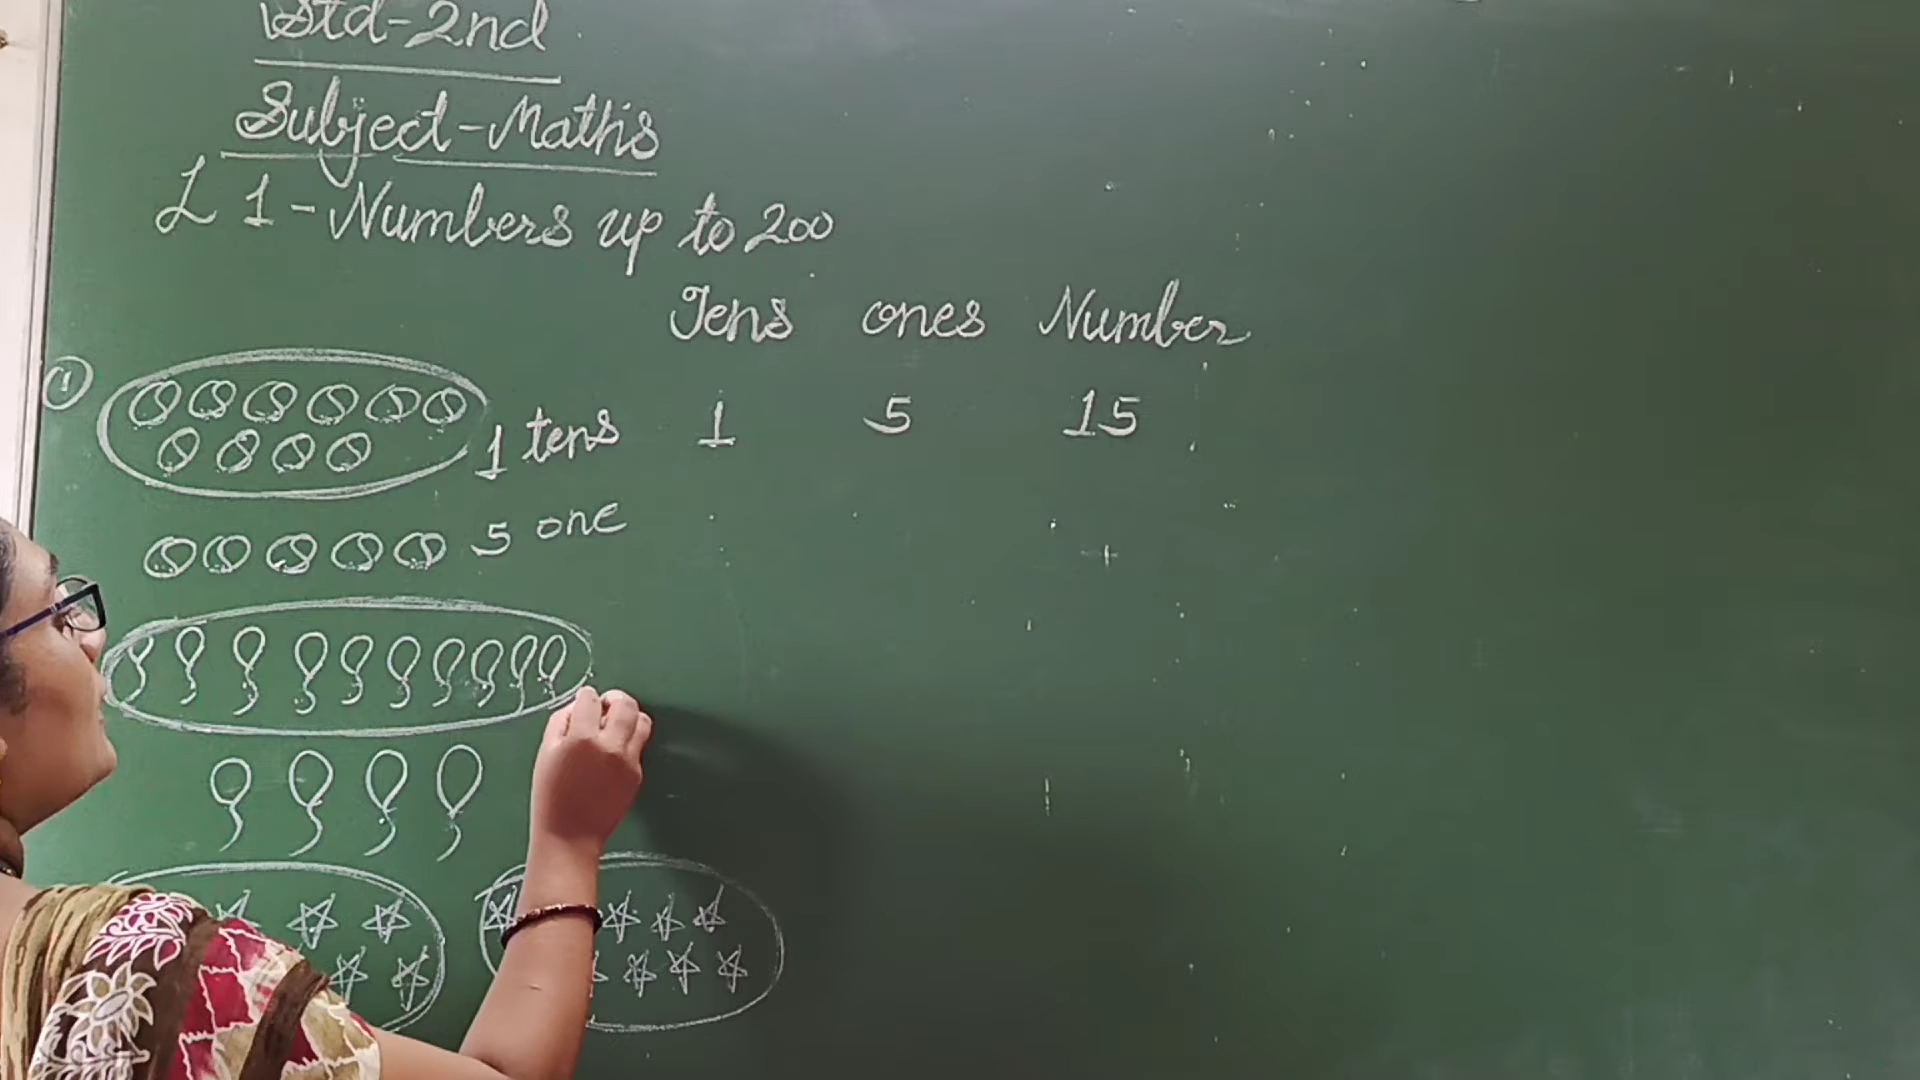 Std-2nd
Subject-Maths
L 1-Numbers up to 200
Tens ones Number
1 1 tens 1 5 15
5 one